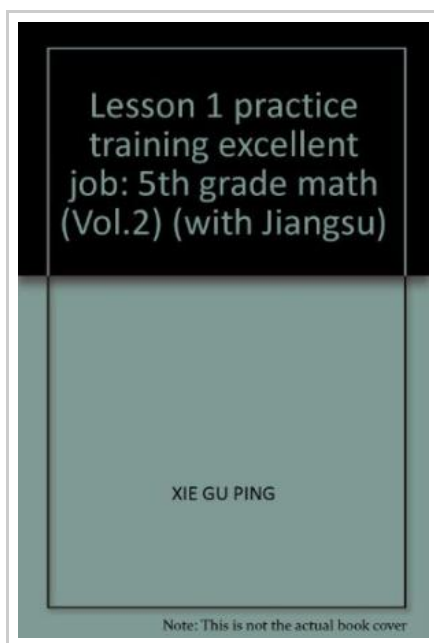 Lesson 1 practice
training excellent
job: 5th grade math
(Vol.2) (with Jiangsu)
XIE GU PING
Note: This is not the actual book cover